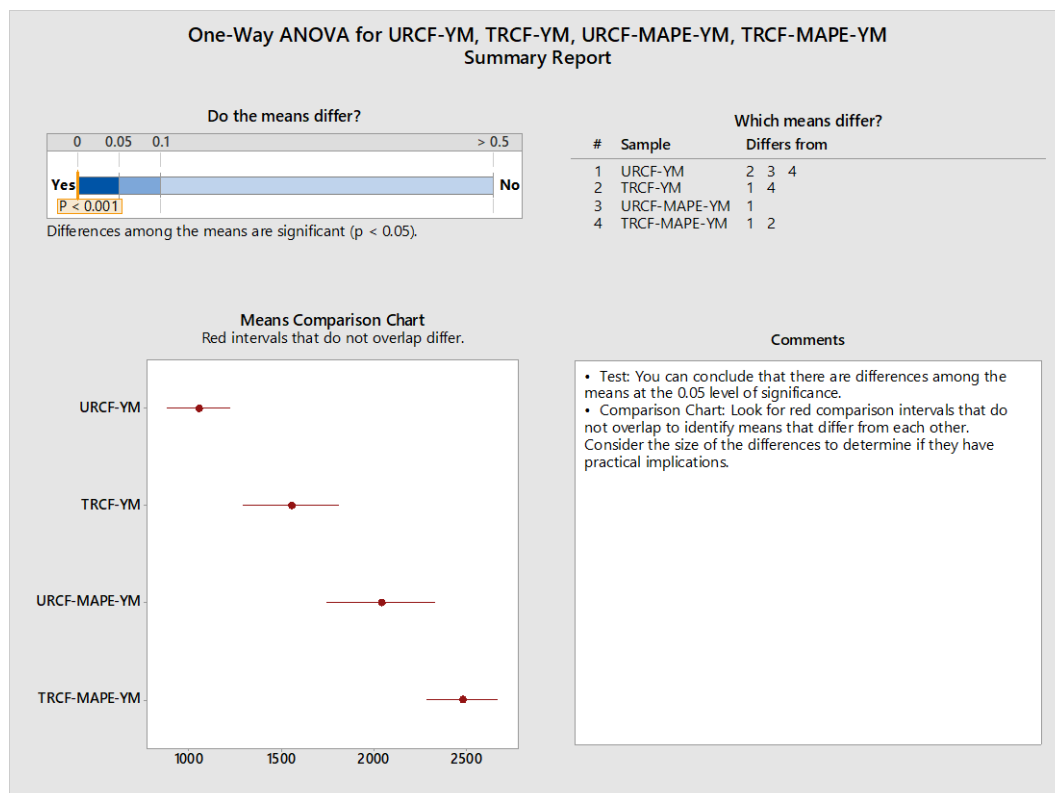 One-Way ANOVA for URCF-YM, TRCF-YM, URCF-MAPE-YM, TRCF-MAPE-YM
Summary Report
Do the means differ?
0 0.05 0.1 > 0.5
Yes No
P < 0.001
Differences among the means are significant (p < 0.05).
Which means differ?
# Sample Differs from
1 URCF-YM 2 3 4
2 TRCF-YM 1 4
3 URCF-MAPE-YM 1
4 TRCF-MAPE-YM 1 2
Means Comparison Chart
Red intervals that do not overlap differ.
URCF-YM
TRCF-YM
URCF-MAPE-YM
TRCF-MAPE-YM
1000 1500 2000 2500
Comments
• Test: You can conclude that there are differences among the
means at the 0.05 level of significance.
• Comparison Chart: Look for red comparison intervals that do
not overlap to identify means that differ from each other.
Consider the size of the differences to determine if they have
practical implications.